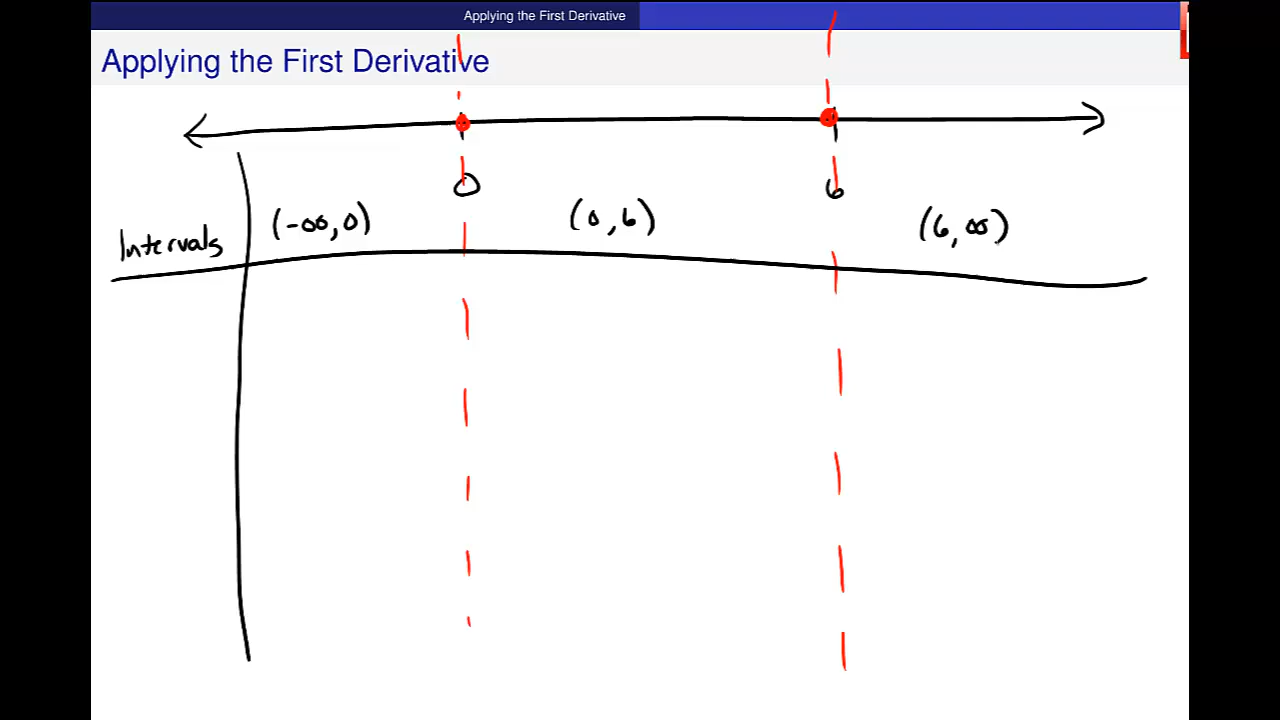 Applying the First Derivative
Applying the First Derivative
0 6
Intervals (-∞, 0) (0, 6) (6, ∞)